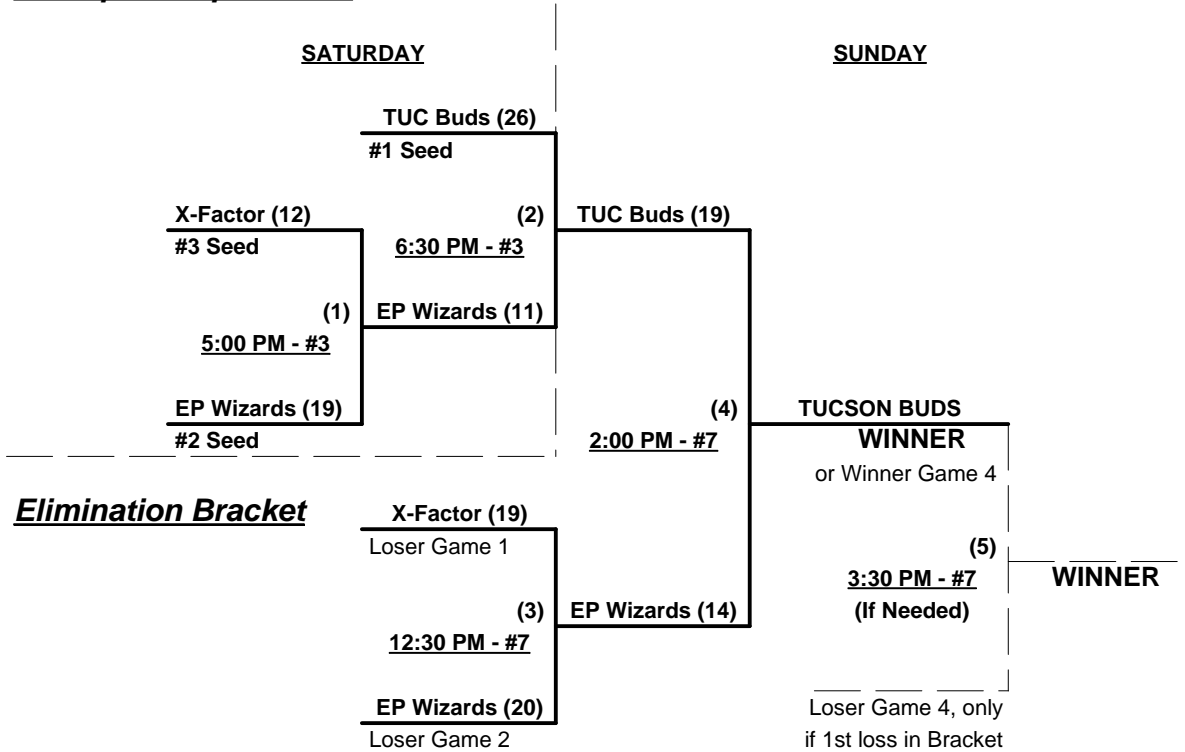 SATURDAY
SUNDAY
TUC Buds (26)
#1 Seed
X-Factor (12)
(2)
TUC Buds (19)
#3 Seed
6:30 PM - #3
(1)
EP Wizards (11)
5:00 PM - #3
EP Wizards (19)
(4)
TUCSON BUDS
#2 Seed
2:00 PM - #7
WINNER
or Winner Game 4
Elimination Bracket
X-Factor (19)
Loser Game 1
(5)
3:30 PM - #7
WINNER
(3)
EP Wizards (14)
(If Needed)
12:30 PM - #7
EP Wizards (20)
Loser Game 4, only
Loser Game 2
if 1st loss in Bracket